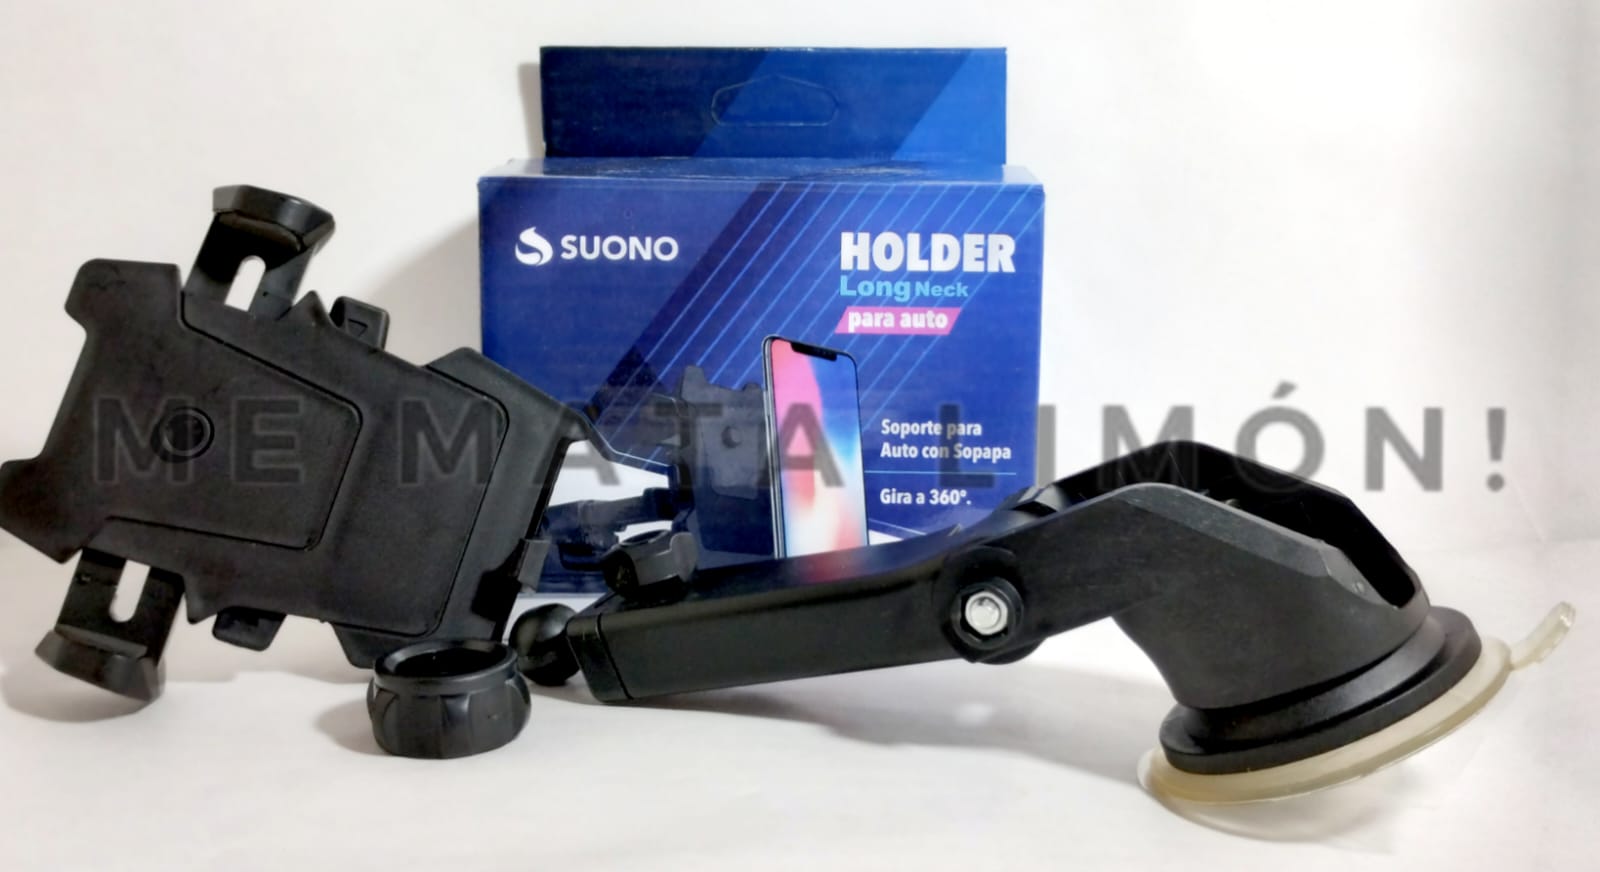 SUONO
HOLDER
Long Neck
para auto
Soporte para
Auto con Sopapa
Gira a 360°.
ME MATA LIMÓN!